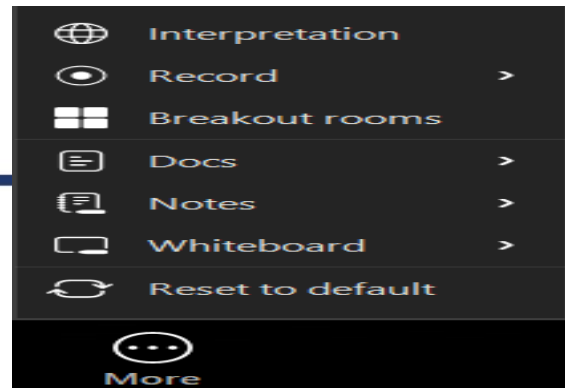 Interpretation
Record
Breakout rooms
Docs
Notes
Whiteboard
Reset to default
More